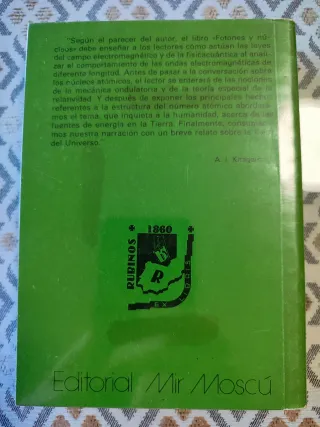 "Según el parecer del autor, el libro «Fotones y nú-
cleos» debe enseñar a los lectores cómo actúan las leyes
del campo electromagnético y de la física cuántica al anali-
zar el comportamiento de las ondas electromagnéticas de
diferente longitud. Antes de pasar a la conversación sobre
los núcleos atómicos, el lector se enterará de las nociones
de la mecánica ondulatoria y de la teoría especial de la
relatividad. Y después de exponer los principales hechos
referentes a la estructura del núcleo atómico abordare-
mos el tema, que inquieta a la humanidad, acerca de las
fuentes de energía en la Tierra. Finalmente,
mos nuestra narración con un breve relato sobre la
del Universo."
A. I.
1860
RUBIÑOS
R
EX LIBRIS
Editorial Mir Moscú